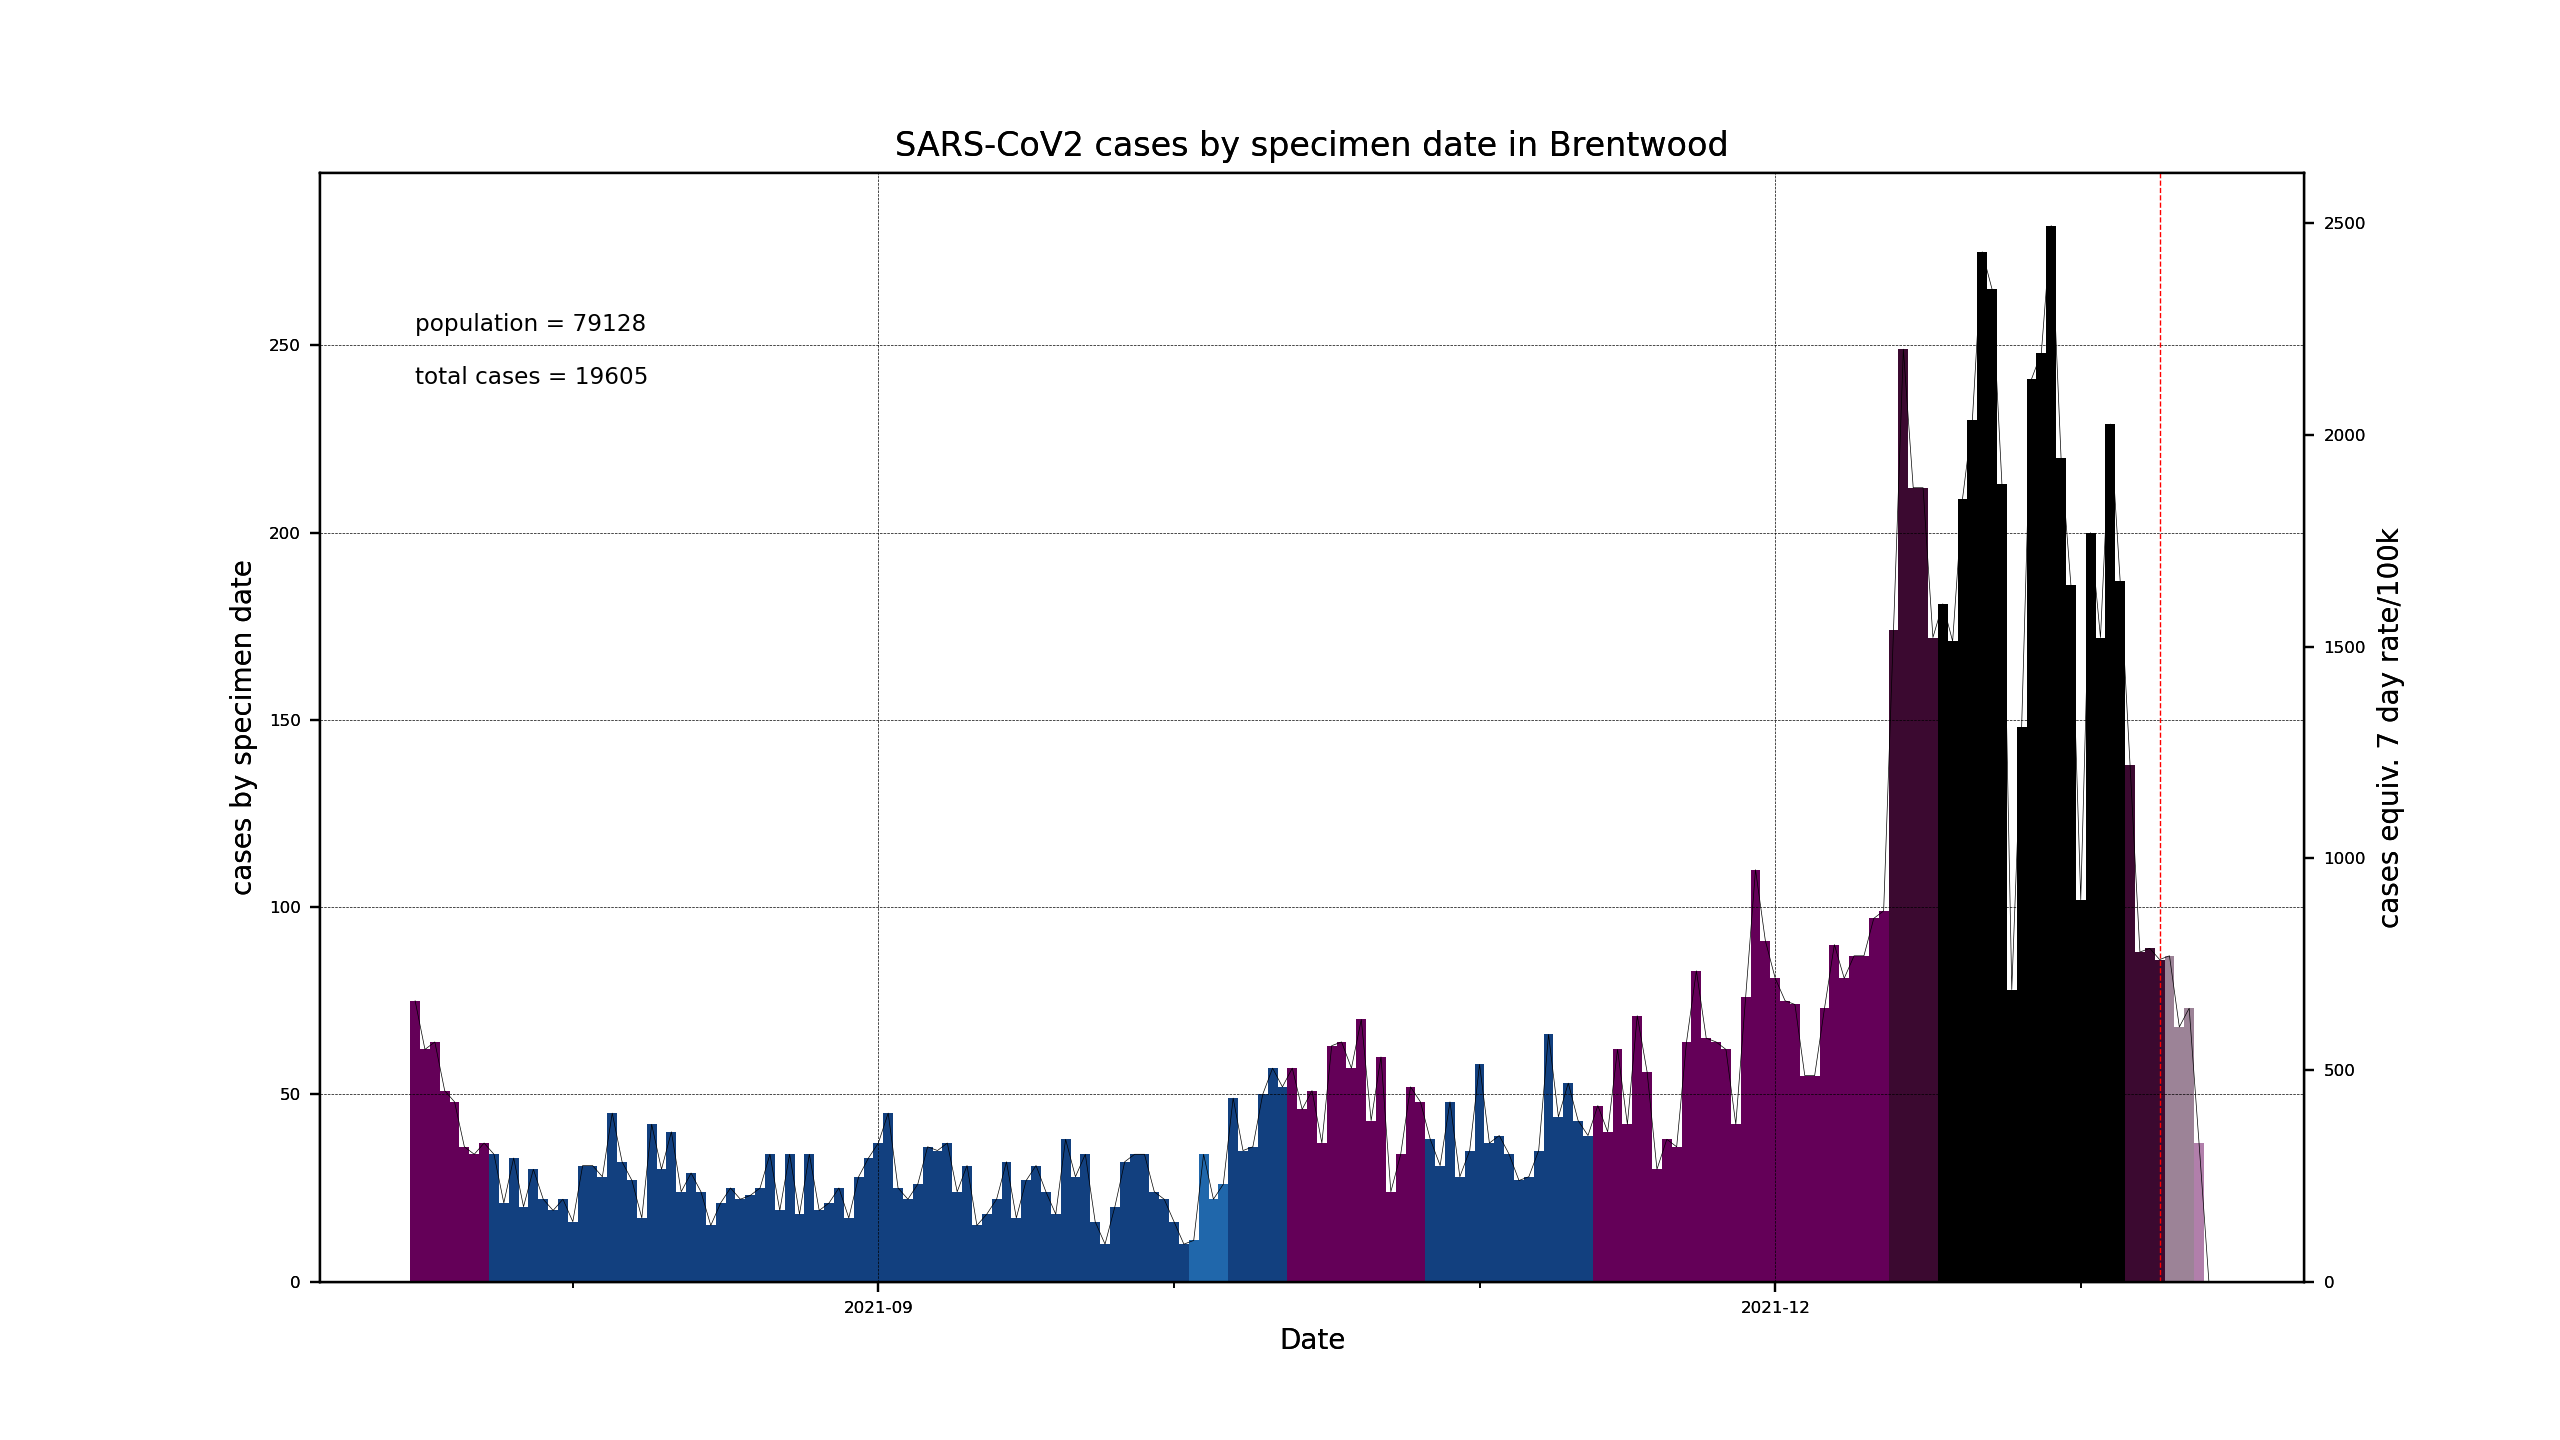 SARS-CoV2 cases by specimen date in Brentwood
population = 79128
total cases = 19605
cases by specimen date
250
200
150
100
50
0
2500
2000
1500
1000
500
0
cases equiv. 7 day rate/100k
2021-09
2021-12
Date